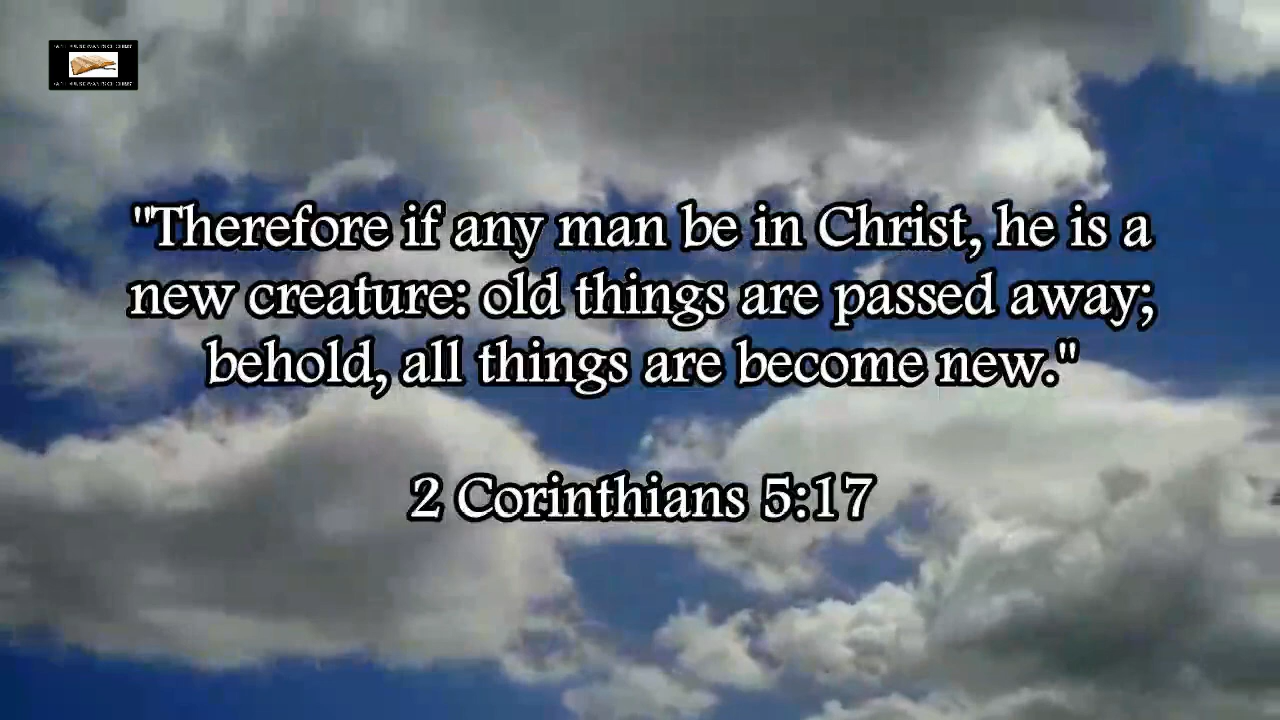 "Therefore if any man be in Christ, he is a
new creature: old things are passed away;
behold, all things are become new."
2 Corinthians 5:17